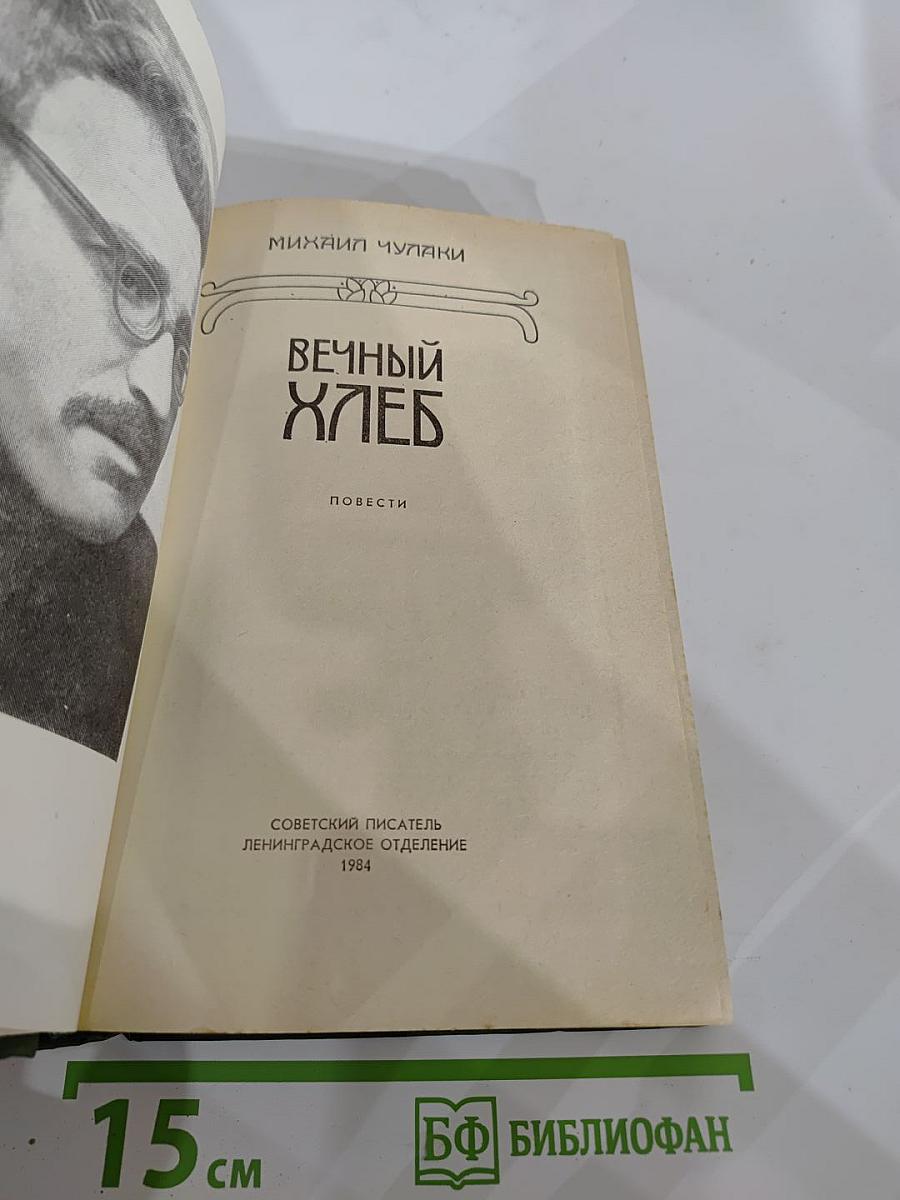 МИХАИЛ ЧУЛАКИ
ВЕЧНЫЙ
ХЛЕБ
ПОВЕСТИ
СОВЕТСКИЙ ПИСАТЕЛЬ
ЛЕНИНГРАДСКОЕ ОТДЕЛЕНИЕ
1984
15 см
БФ БИБЛИОФАН